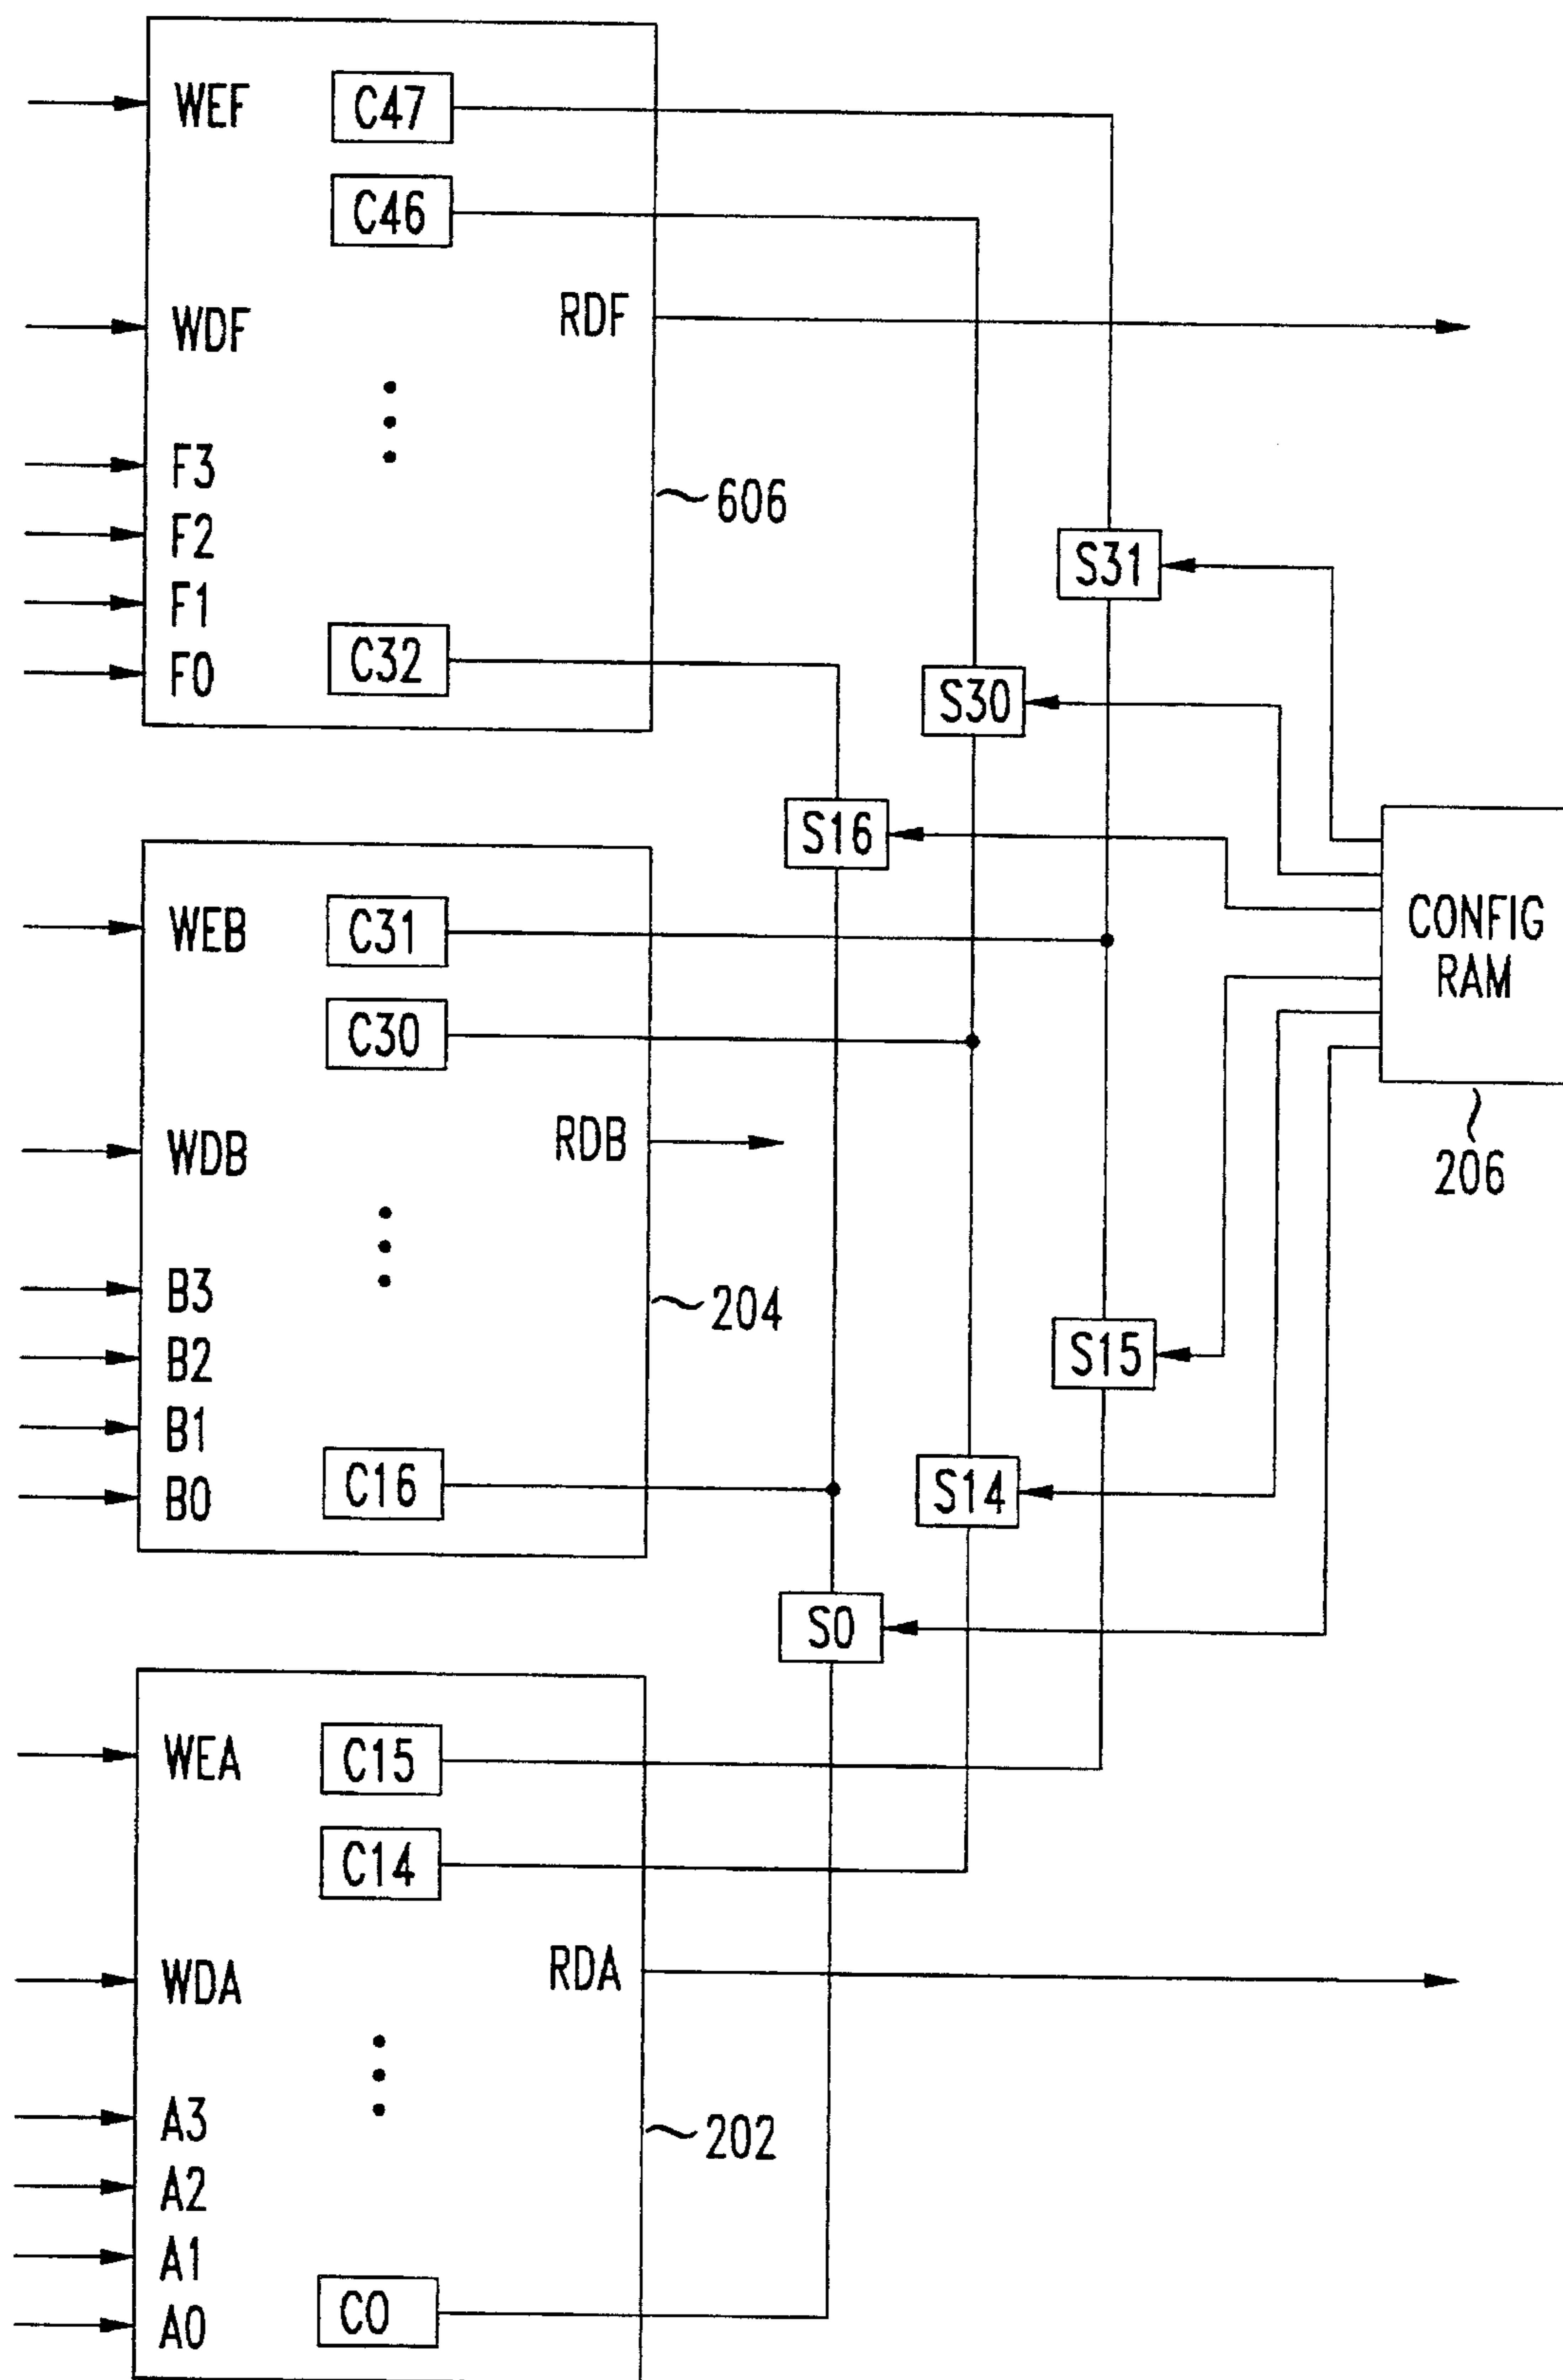 WEF
C47
C46
WDF
RDF
F3
606
F2
F1
F0
C32
S31
S30
S16
WEB
C31
C30
CONFIG
RAM
WDB
RDB
206
B3
204
B2
B1
B0
C16
S15
S14
S0
WEA
C15
C14
WDA
RDA
A3
202
A2
A1
A0
C0